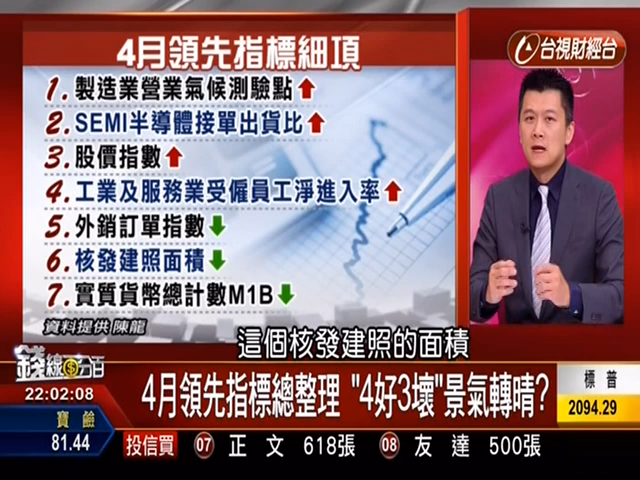 4月領先指標細項
1. 製造業營業氣候測驗點
2. SEMI半導體接單出貨比
3. 股價指數
4. 工業及服務業受僱員工淨進入率
5. 外銷訂單指數
6. 核發建照面積
7. 實質貨幣總計數M1B
資料提供 陳龍
台視財經台
這個核發建照的面積
錢線百分百
22:02:08
4月領先指標總整理 "4好3壞"景氣轉晴?
標普
2094.29
寶僉
81.44
投信買 07 正文 618張 08 友達 500張